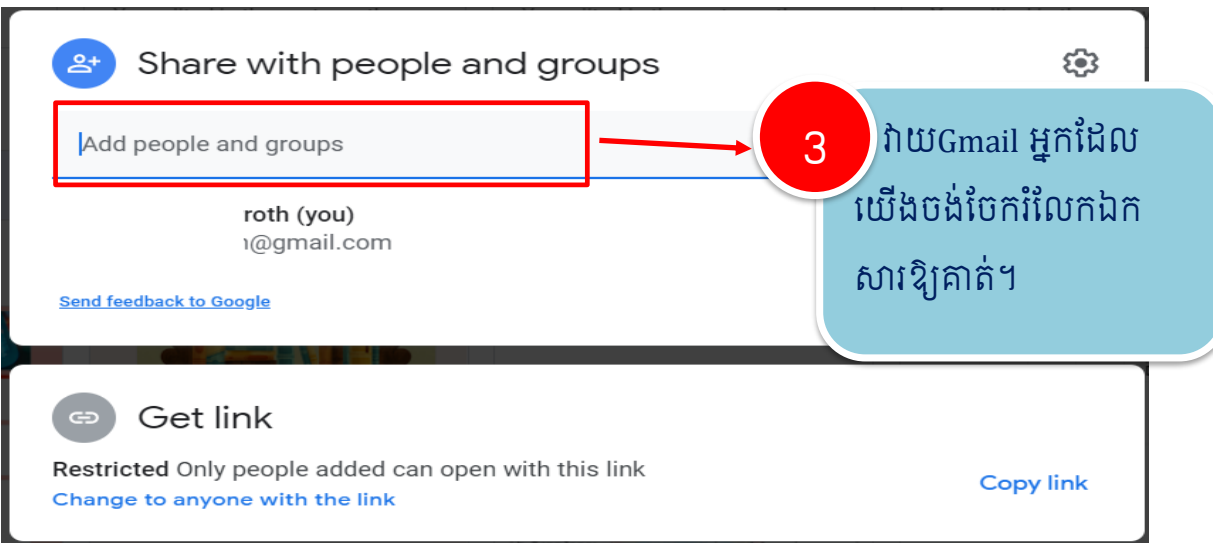 Share with people and groups
Add people and groups
3
វាយGmail អ្នកដែល
យើងចង់ចែករំលែកឯក
សារឱ្យគាត់។
roth (you)
@gmail.com
Send feedback to Google
Get link
Restricted Only people added can open with this link
Change to anyone with the link
Copy link